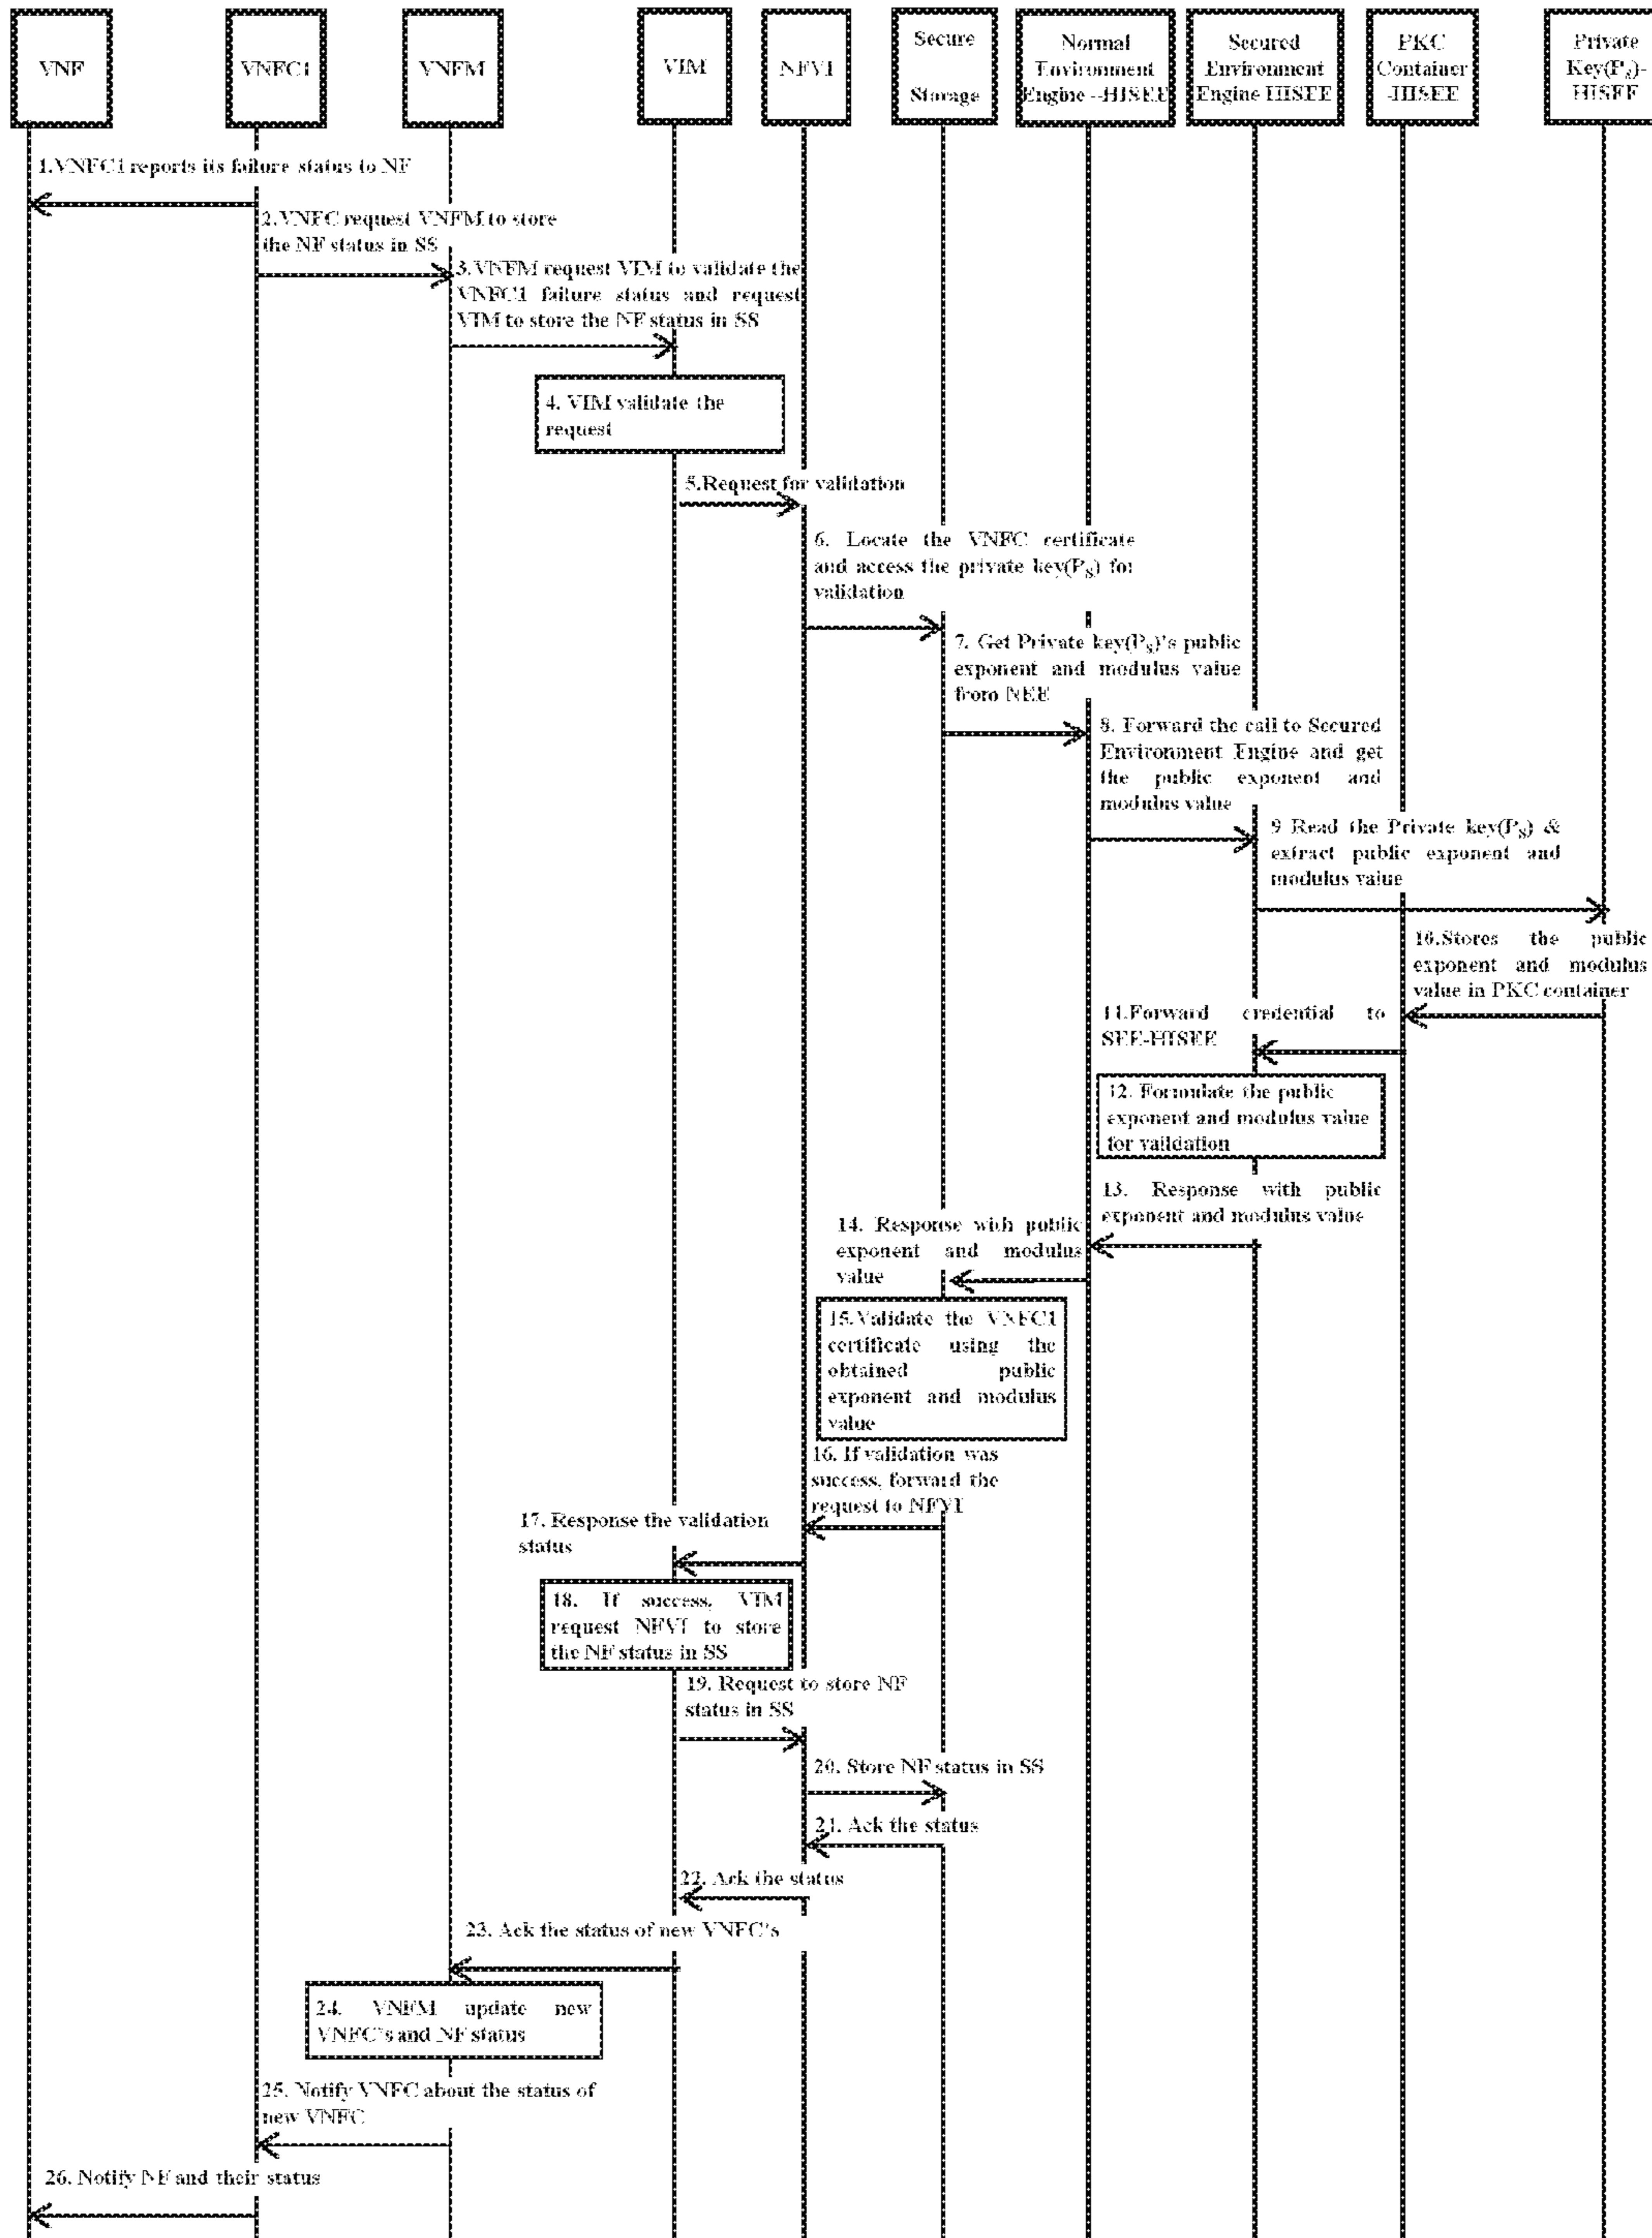 VNF
VNFC1
VNFM
VIM
NFVI
Secure
Storage
Normal
Environment
Engine --HISEE
Secured
Environment
Engine HISEE
PKC
Container
-HISEE
Private
Key(Ps)-
HISEE
1.VNFC1 reports its failure status to NF
2.VNFC request VNFM to store
the NF status in SS
3.VNFM request VIM to validate the
VNFC1 failure status and request
VIM to store the NF status in SS
4. VIM validate the
request
5.Request for validation
6. Locate the VNFC certificate
and access the private key(Ps) for
validation
7. Get Private key(Ps)'s public
exponent and modulus value
from NEE
8. Forward the call to Secured
Environment Engine and get
the public exponent and
modulus value
9 Read the Private key(Ps) &
extract public exponent and
modulus value
10.Stores the public
exponent and modulus
value in PKC container
11.Forward credential to
SEE-HISEE
12. Formulate the public
exponent and modulus value
for vaildation
13. Response with public
exponent and modulus value
14. Response with public
exponent and modulus
value
15.Validate the VNFC1
certificate using the
obtained public
exponent and modulus
value
16. If validation was
success, forward the
request to NFVI
17. Response the validation
status
18. If success, VIM
request NFVI to store
the NF status in SS
19. Request to store NF
status in SS
20. Store NF status in SS
21. Ack the status
22. Ack the status
23. Ack the status of new VNFC's
24. VNFM update new
VNFC's and NF status
25. Notify VNFC about the status of
new VNFC
26. Notify NF and their status